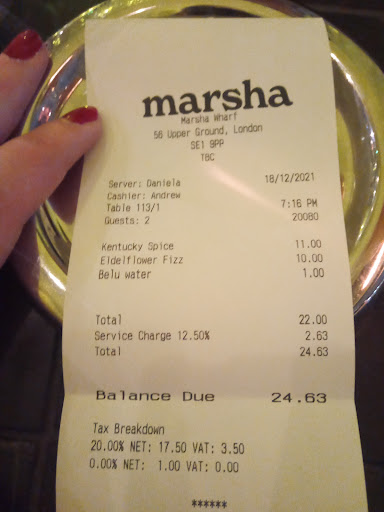 marsha
Marsha Wharf
56 Upper Ground, London
SE1 9PP
TBC
Server: Daniela 18/12/2021
Cashier: Andrew
Table 113/1 7:16 PM
Guests: 2 20080
Kentucky Spice 11.00
Eldelflower Fizz 10.00
Belu water 1.00
Total 22.00
Service Charge 12.50% 2.63
Total 24.63
Balance Due 24.63
Tax Breakdown
20.00% NET: 17.50 VAT: 3.50
0.00% NET: 1.00 VAT: 0.00
******